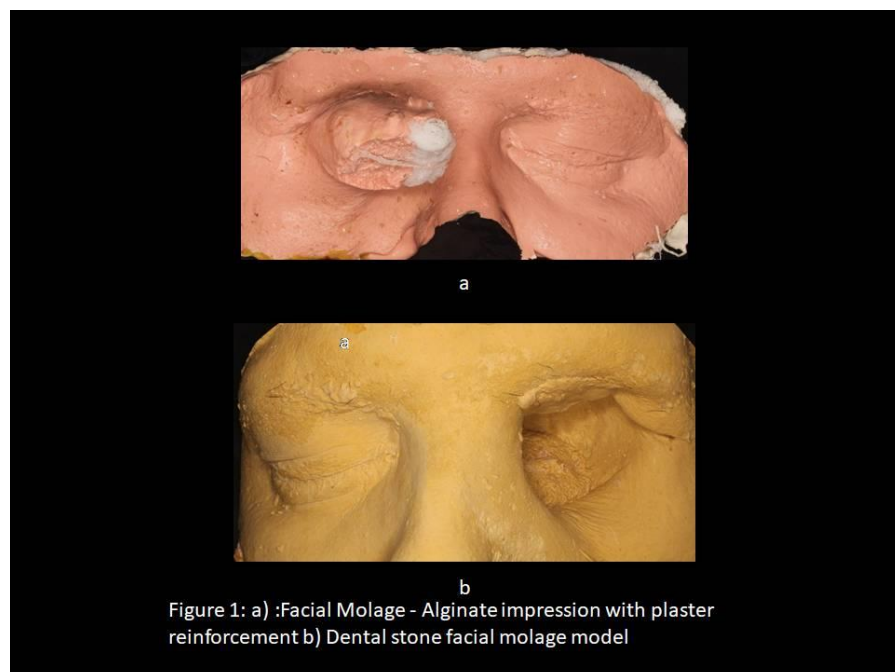 a
b
Figure 1: a) :Facial Molage - Alginate impression with plaster
reinforcement b) Dental stone facial molage model